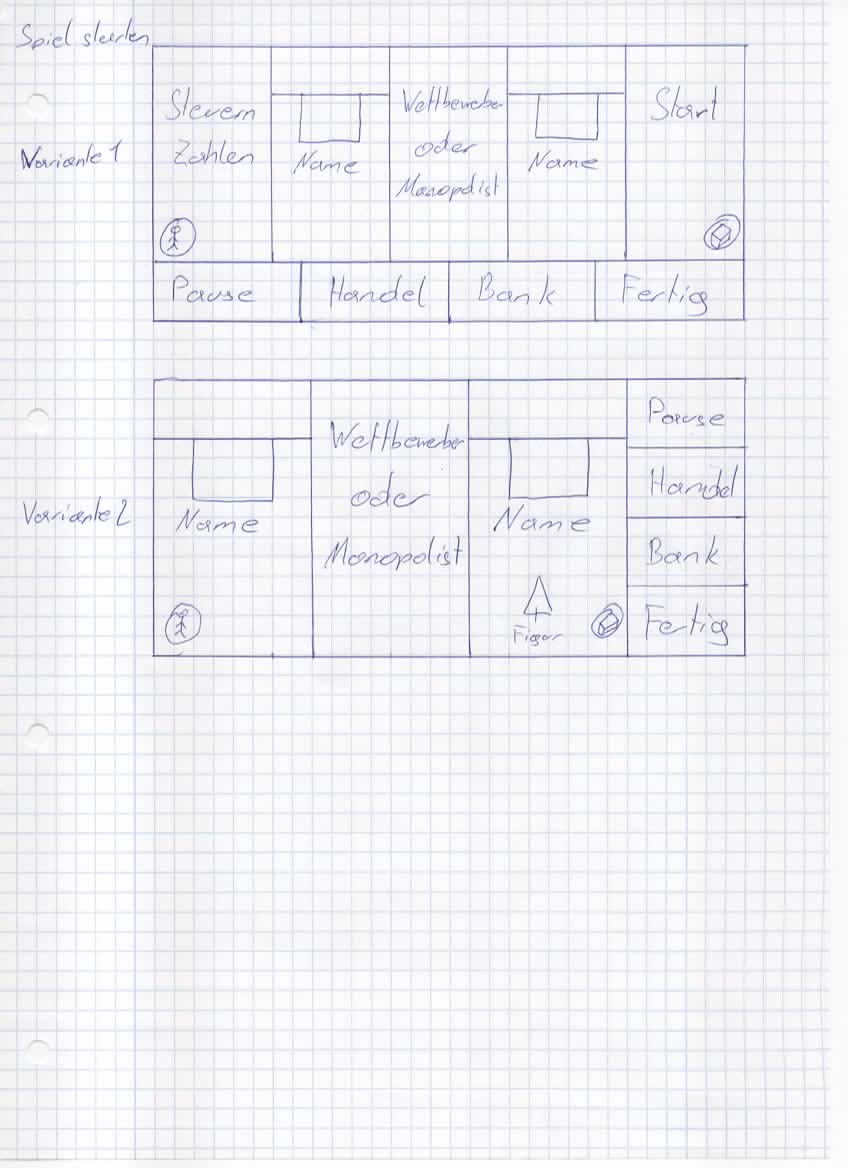 Spiel starten
Variante 1
Steuern
Zahlen
Name
Wettbewerber
oder
Monopolist
Name
Start
Pause
Handel
Bank
Fertig
Variante 2
Name
Wettbewerber
oder
Monopolist
Name
Figur
Pause
Handel
Bank
Fertig